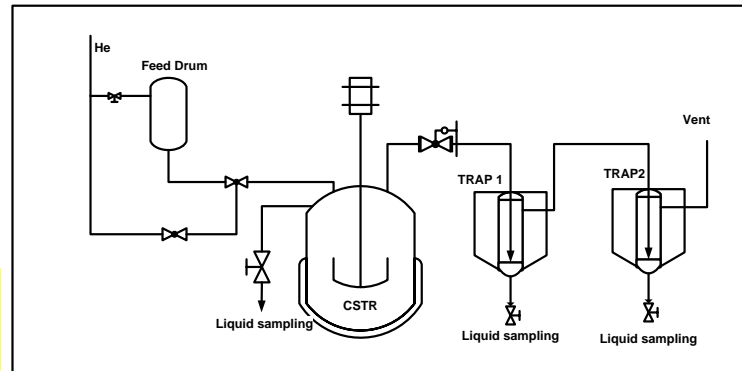 He
Feed Drum
Vent
TRAP 1
TRAP2
CSTR
Liquid sampling
Liquid sampling
Liquid sampling